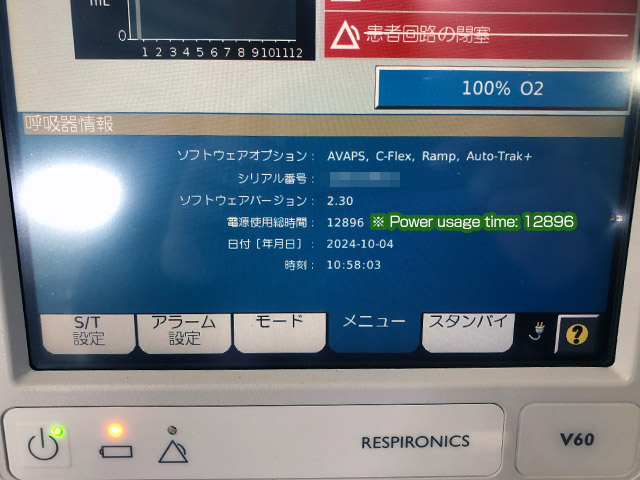 mL
0
1 2 3 4 5 6 7 8 9 10 11 12
患者回路の閉塞
100% O2
呼吸器情報
ソフトウェアオプション： AVAPS, C-Flex, Ramp, Auto-Trak+
シリアル番号：
ソフトウェアバージョン： 2.30
電源使用総時間： 12896 ※ Power usage time: 12896
日付［年月日］： 2024-10-04
時刻： 10:58:03
S/T
設定
アラーム
設定
モード
メニュー
スタンバイ
?
RESPIRONICS
V60